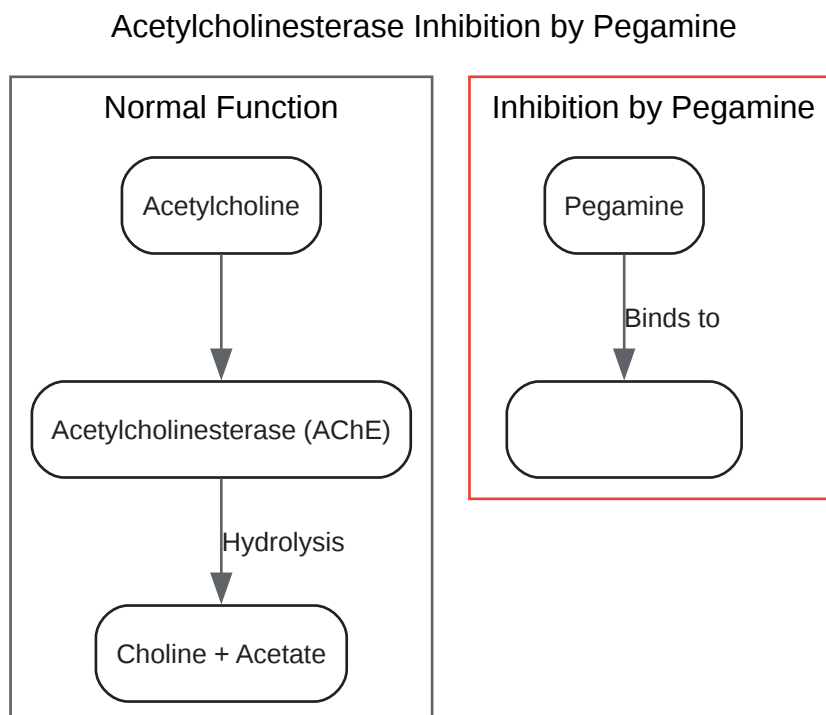 Acetylcholinesterase Inhibition by Pegamine
Normal Function
Acetylcholine
Acetylcholinesterase (AChE)
Hydrolysis
Choline + Acetate
Inhibition by Pegamine
Pegamine
Binds to